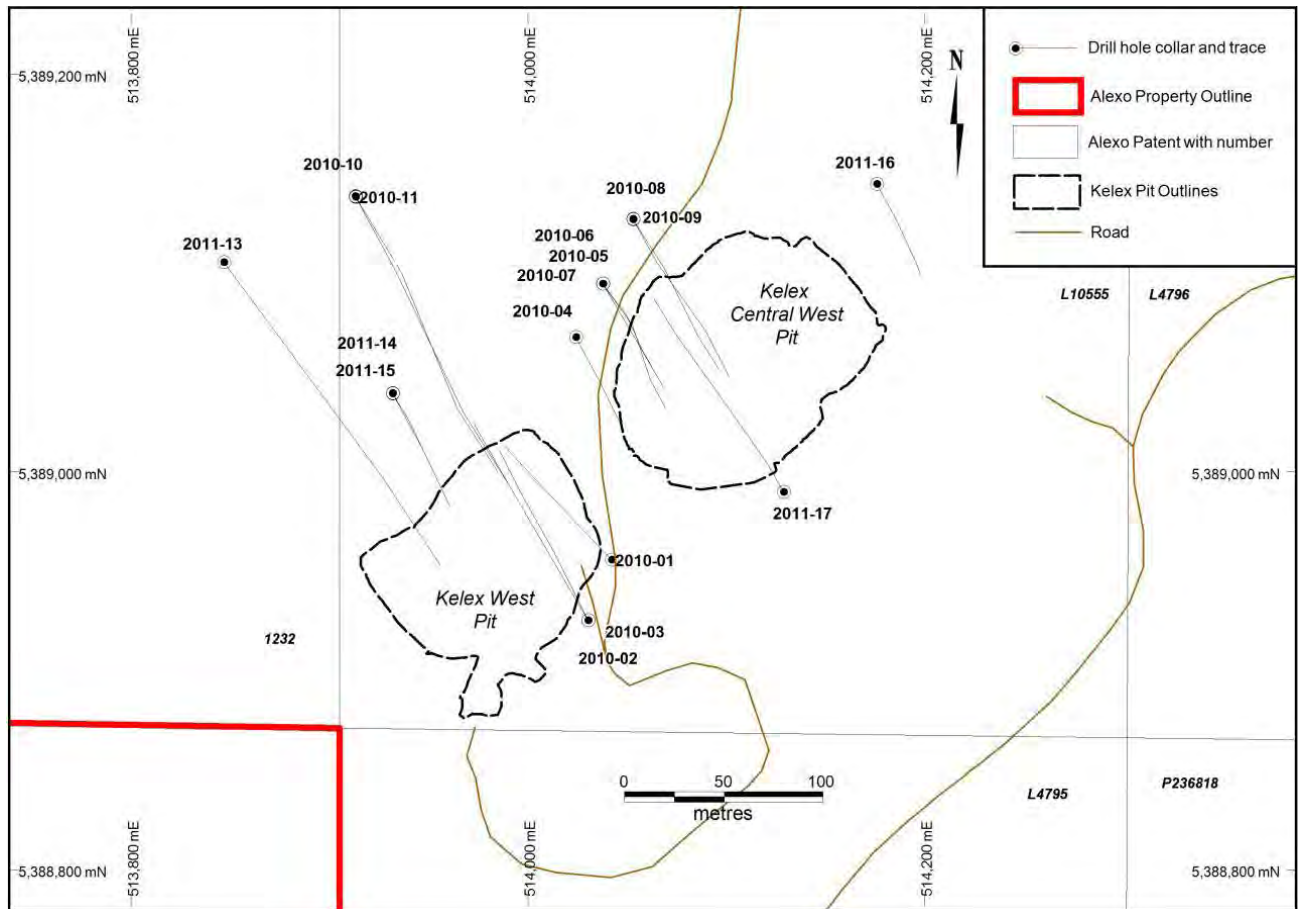 5,389,200 mN
513,800 mE
514,000 mE
514,200 mE
N
Drill hole collar and trace
Alexo Property Outline
Alexo Patent with number
Kelex Pit Outlines
Road
2011-16
2010-10
2010-11
2010-08
2010-09
2011-13
2010-06
2010-05
2010-07
2010-04
Kelex
Central West
Pit
L10555
L4796
2011-14
2011-15
5,389,000 mN
5,389,000 mN
2011-17
2010-01
Kelex West
Pit
2010-03
2010-02
1232
0
50
100
metres
L4795
P236818
513,800 mE
514,000 mE
514,200 mE
5,388,800 mN
5,388,800 mN